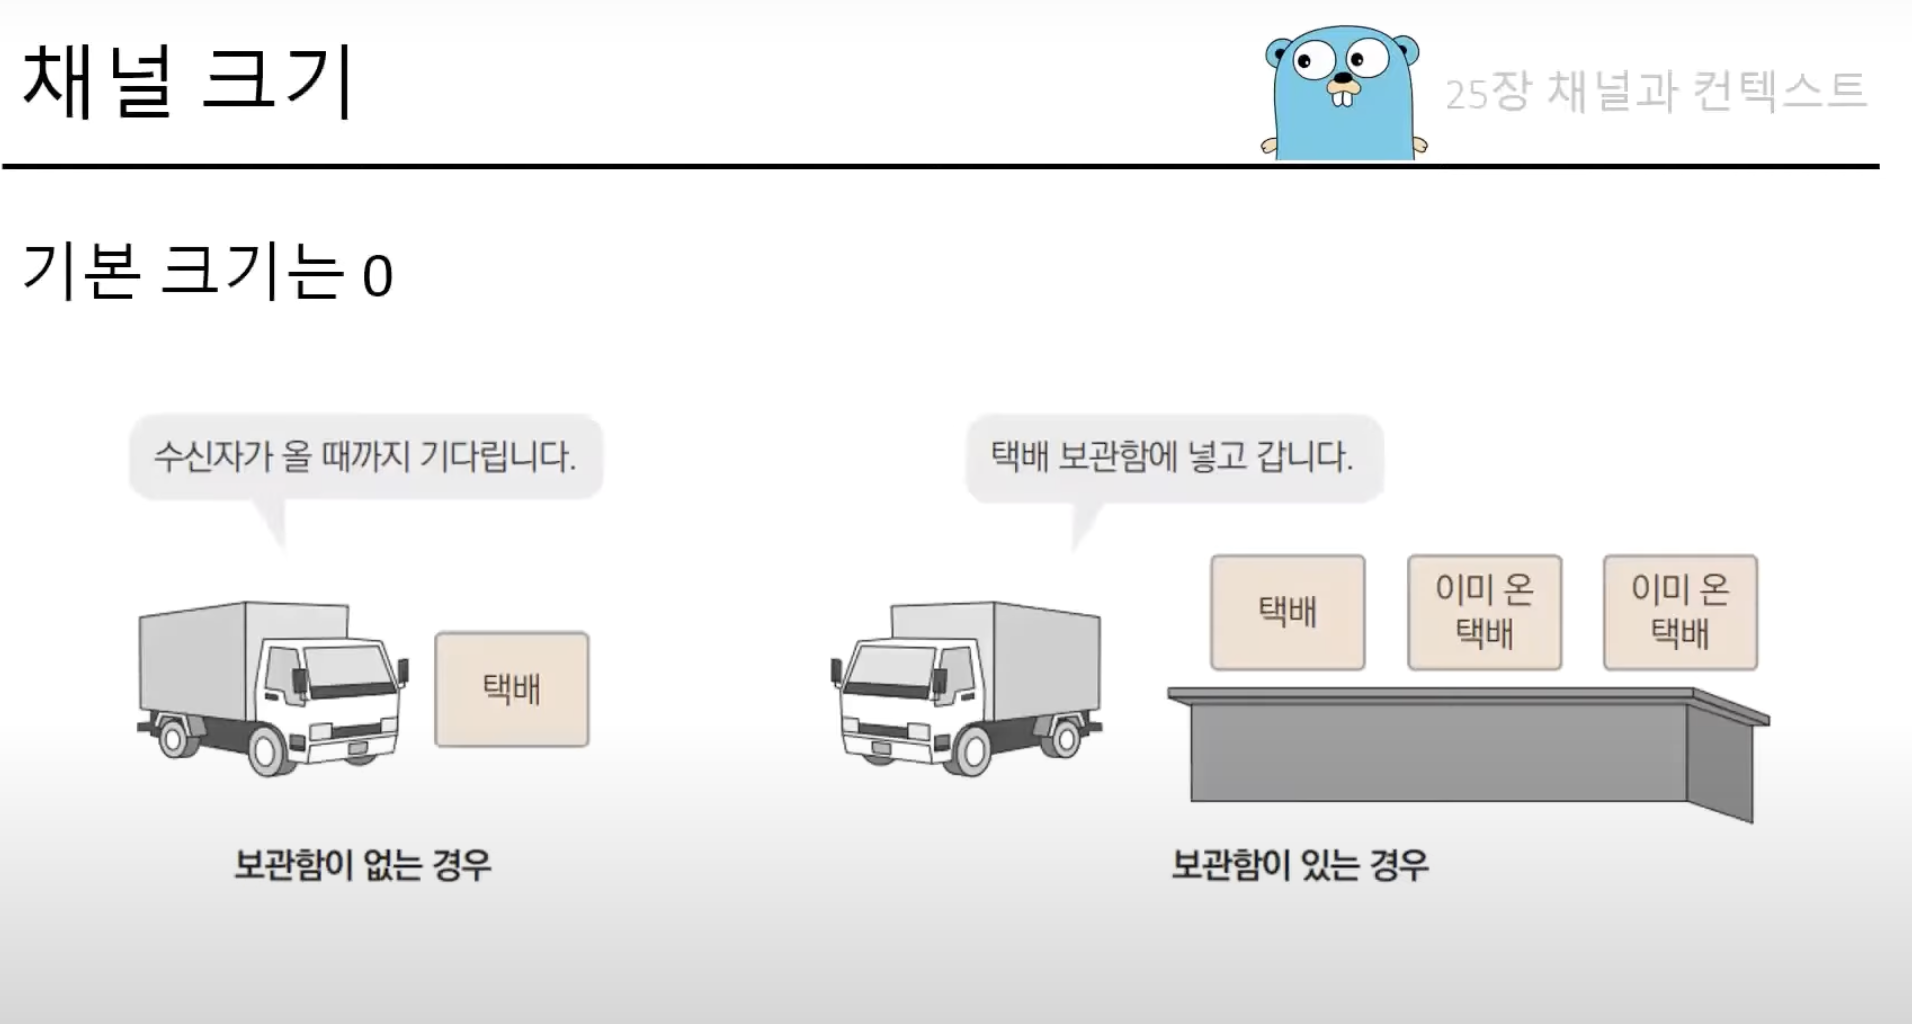 채널 크기
25장 채널과 컨텍스트
기본 크기는 0
수신자가 올 때까지 기다립니다.
택배
보관함이 없는 경우
택배 보관함에 넣고 갑니다.
택배
이미 온
택배
이미 온
택배
보관함이 있는 경우